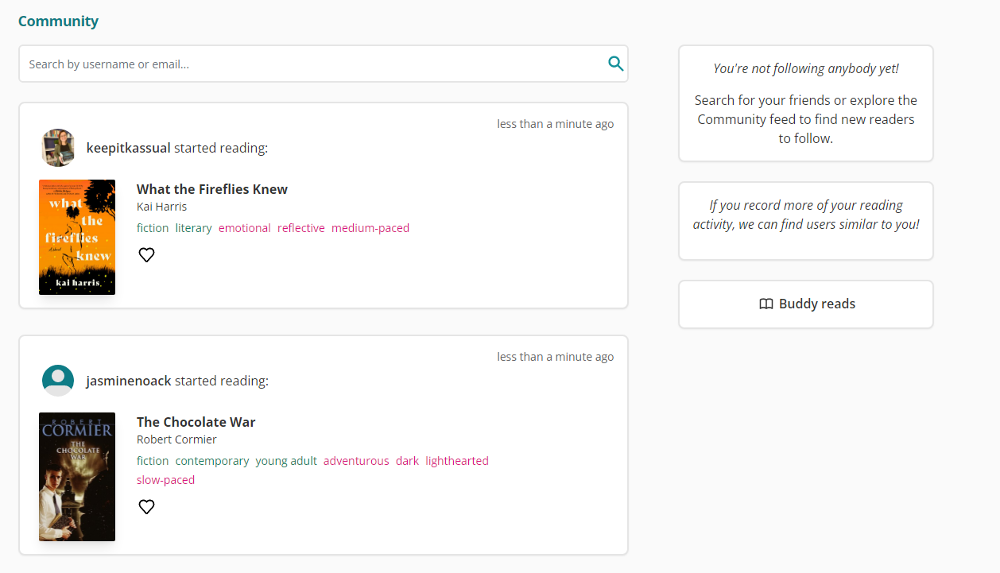 Community
Search by username or email...
less than a minute ago
keepitkassual started reading:
what
the
fireflies
knew
kai harris
What the Fireflies Knew
Kai Harris
fiction literary emotional reflective medium-paced
less than a minute ago
jasminenoack started reading:
ROBERT
CORMIER
THE
CHOCOLATE
WAR
The Chocolate War
Robert Cormier
fiction contemporary young adult adventurous dark lighthearted
slow-paced
You're not following anybody yet!
Search for your friends or explore the
Community feed to find new readers
to follow.
If you record more of your reading
activity, we can find users similar to you!
Buddy reads